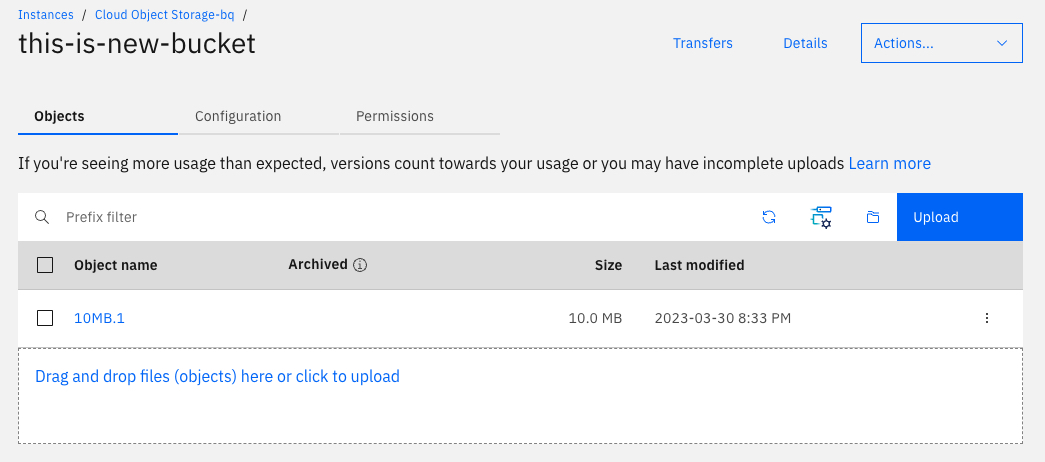 Instances / Cloud Object Storage-bq /
this-is-new-bucket
Transfers Details Actions...
Objects Configuration Permissions
If you're seeing more usage than expected, versions count towards your usage or you may have incomplete uploads Learn more
Prefix filter Upload
Object name Archived Size Last modified
10MB.1 10.0 MB 2023-03-30 8:33 PM
Drag and drop files (objects) here or click to upload